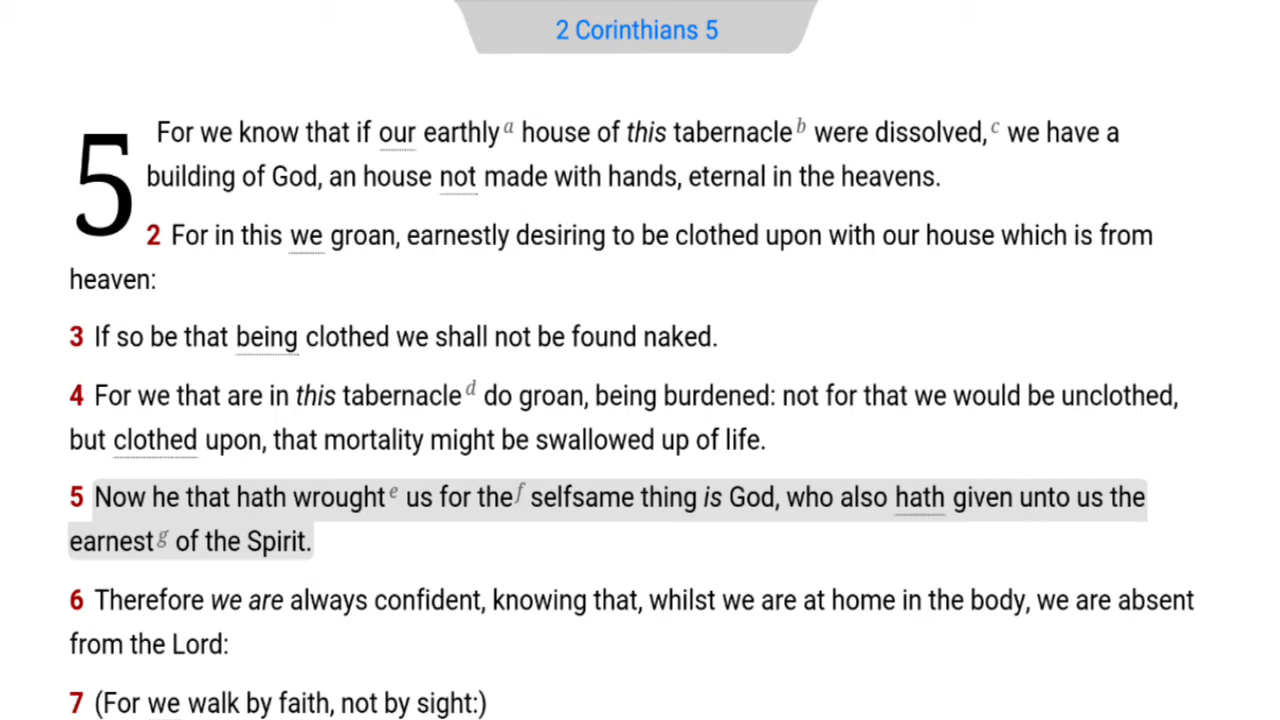 2 Corinthians 5
5 For we know that if our earthly a house of this tabernacle b were dissolved, c we have a
building of God, an house not made with hands, eternal in the heavens.
2 For in this we groan, earnestly desiring to be clothed upon with our house which is from
heaven:
3 If so be that being clothed we shall not be found naked.
4 For we that are in this tabernacle d do groan, being burdened: not for that we would be unclothed,
but clothed upon, that mortality might be swallowed up of life.
5 Now he that hath wrought e us for the f selfsame thing is God, who also hath given unto us the
earnest g of the Spirit.
6 Therefore we are always confident, knowing that, whilst we are at home in the body, we are absent
from the Lord:
7 (For we walk by faith, not by sight:)